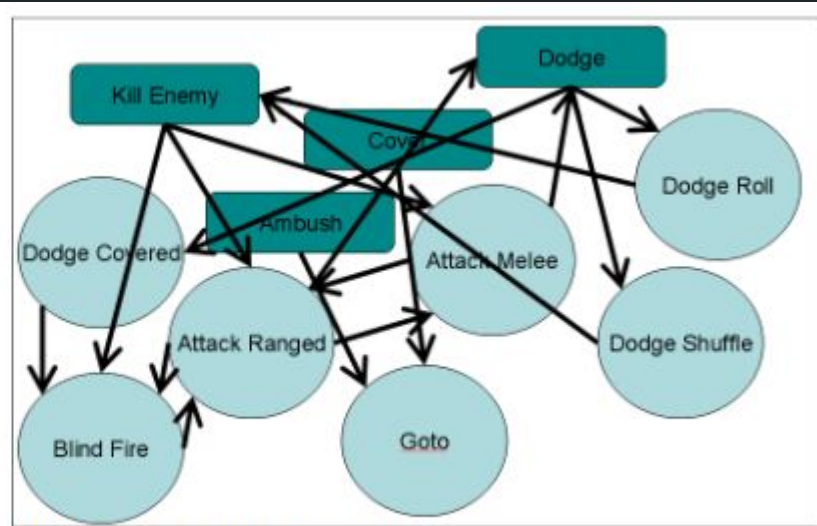 Dodge
Kill Enemy
Cover
Dodge Roll
Ambush
Dodge Covered
Attack Melee
Attack Ranged
Dodge Shuffle
Blind Fire
Goto